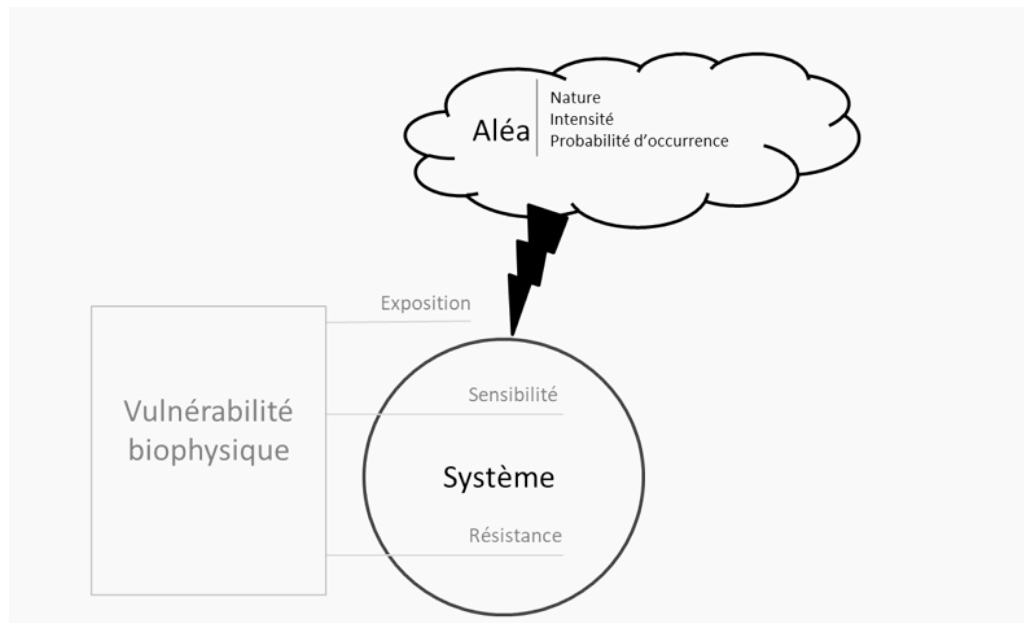 Aléa
Nature
Intensité
Probabilité d'occurrence
Exposition
Sensibilité
Vulnérabilité
biophysique
Système
Résistance